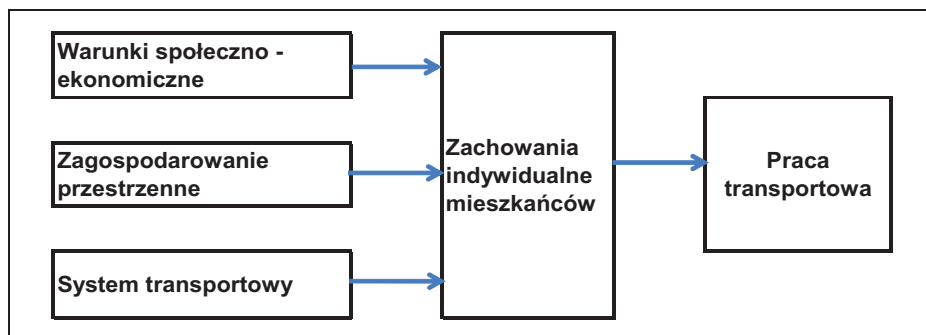 Warunki społeczno -
ekonomiczne
Zagospodarowanie
przestrzenne
System transportowy
Zachowania
indywidualne
mieszkańców
Praca
transportowa